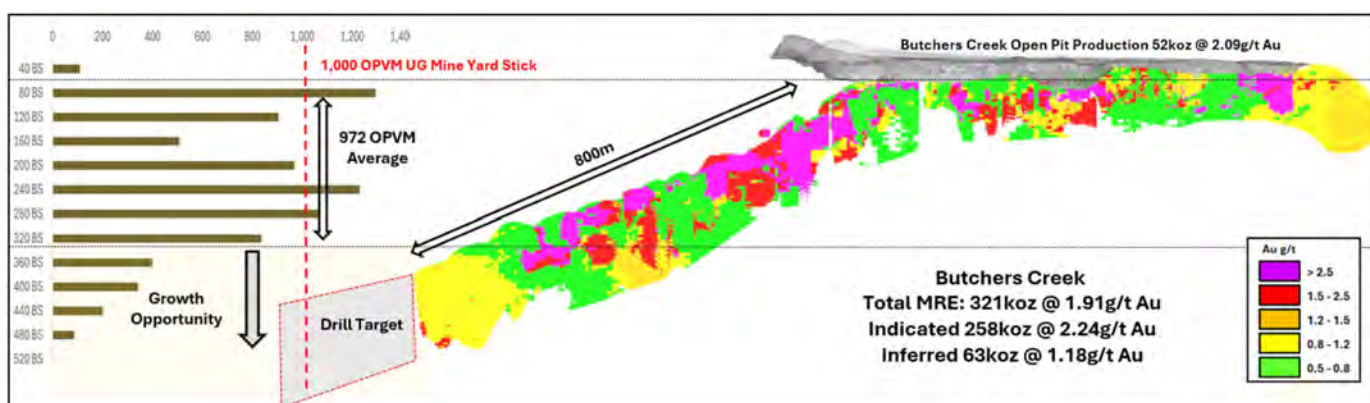 0 200 400 600 800 1,000 1,200 1,40
1,000 OPVM UG Mine Yard Stick
Butchers Creek Open Pit Production 52koz @ 2.09g/t Au
40 BS
80 BS
120 BS
160 BS
200 BS
240 BS
280 BS
320 BS
360 BS
400 BS
440 BS
480 BS
520 BS
972 OPVM
Average
800m
Growth
Opportunity
Drill Target
Butchers Creek
Total MRE: 321koz @ 1.91g/t Au
Indicated 258koz @ 2.24g/t Au
Inferred 63koz @ 1.18g/t Au
Au g/t
> 2.5
1.5 - 2.5
1.2 - 1.5
0.8 - 1.2
0.5 - 0.8